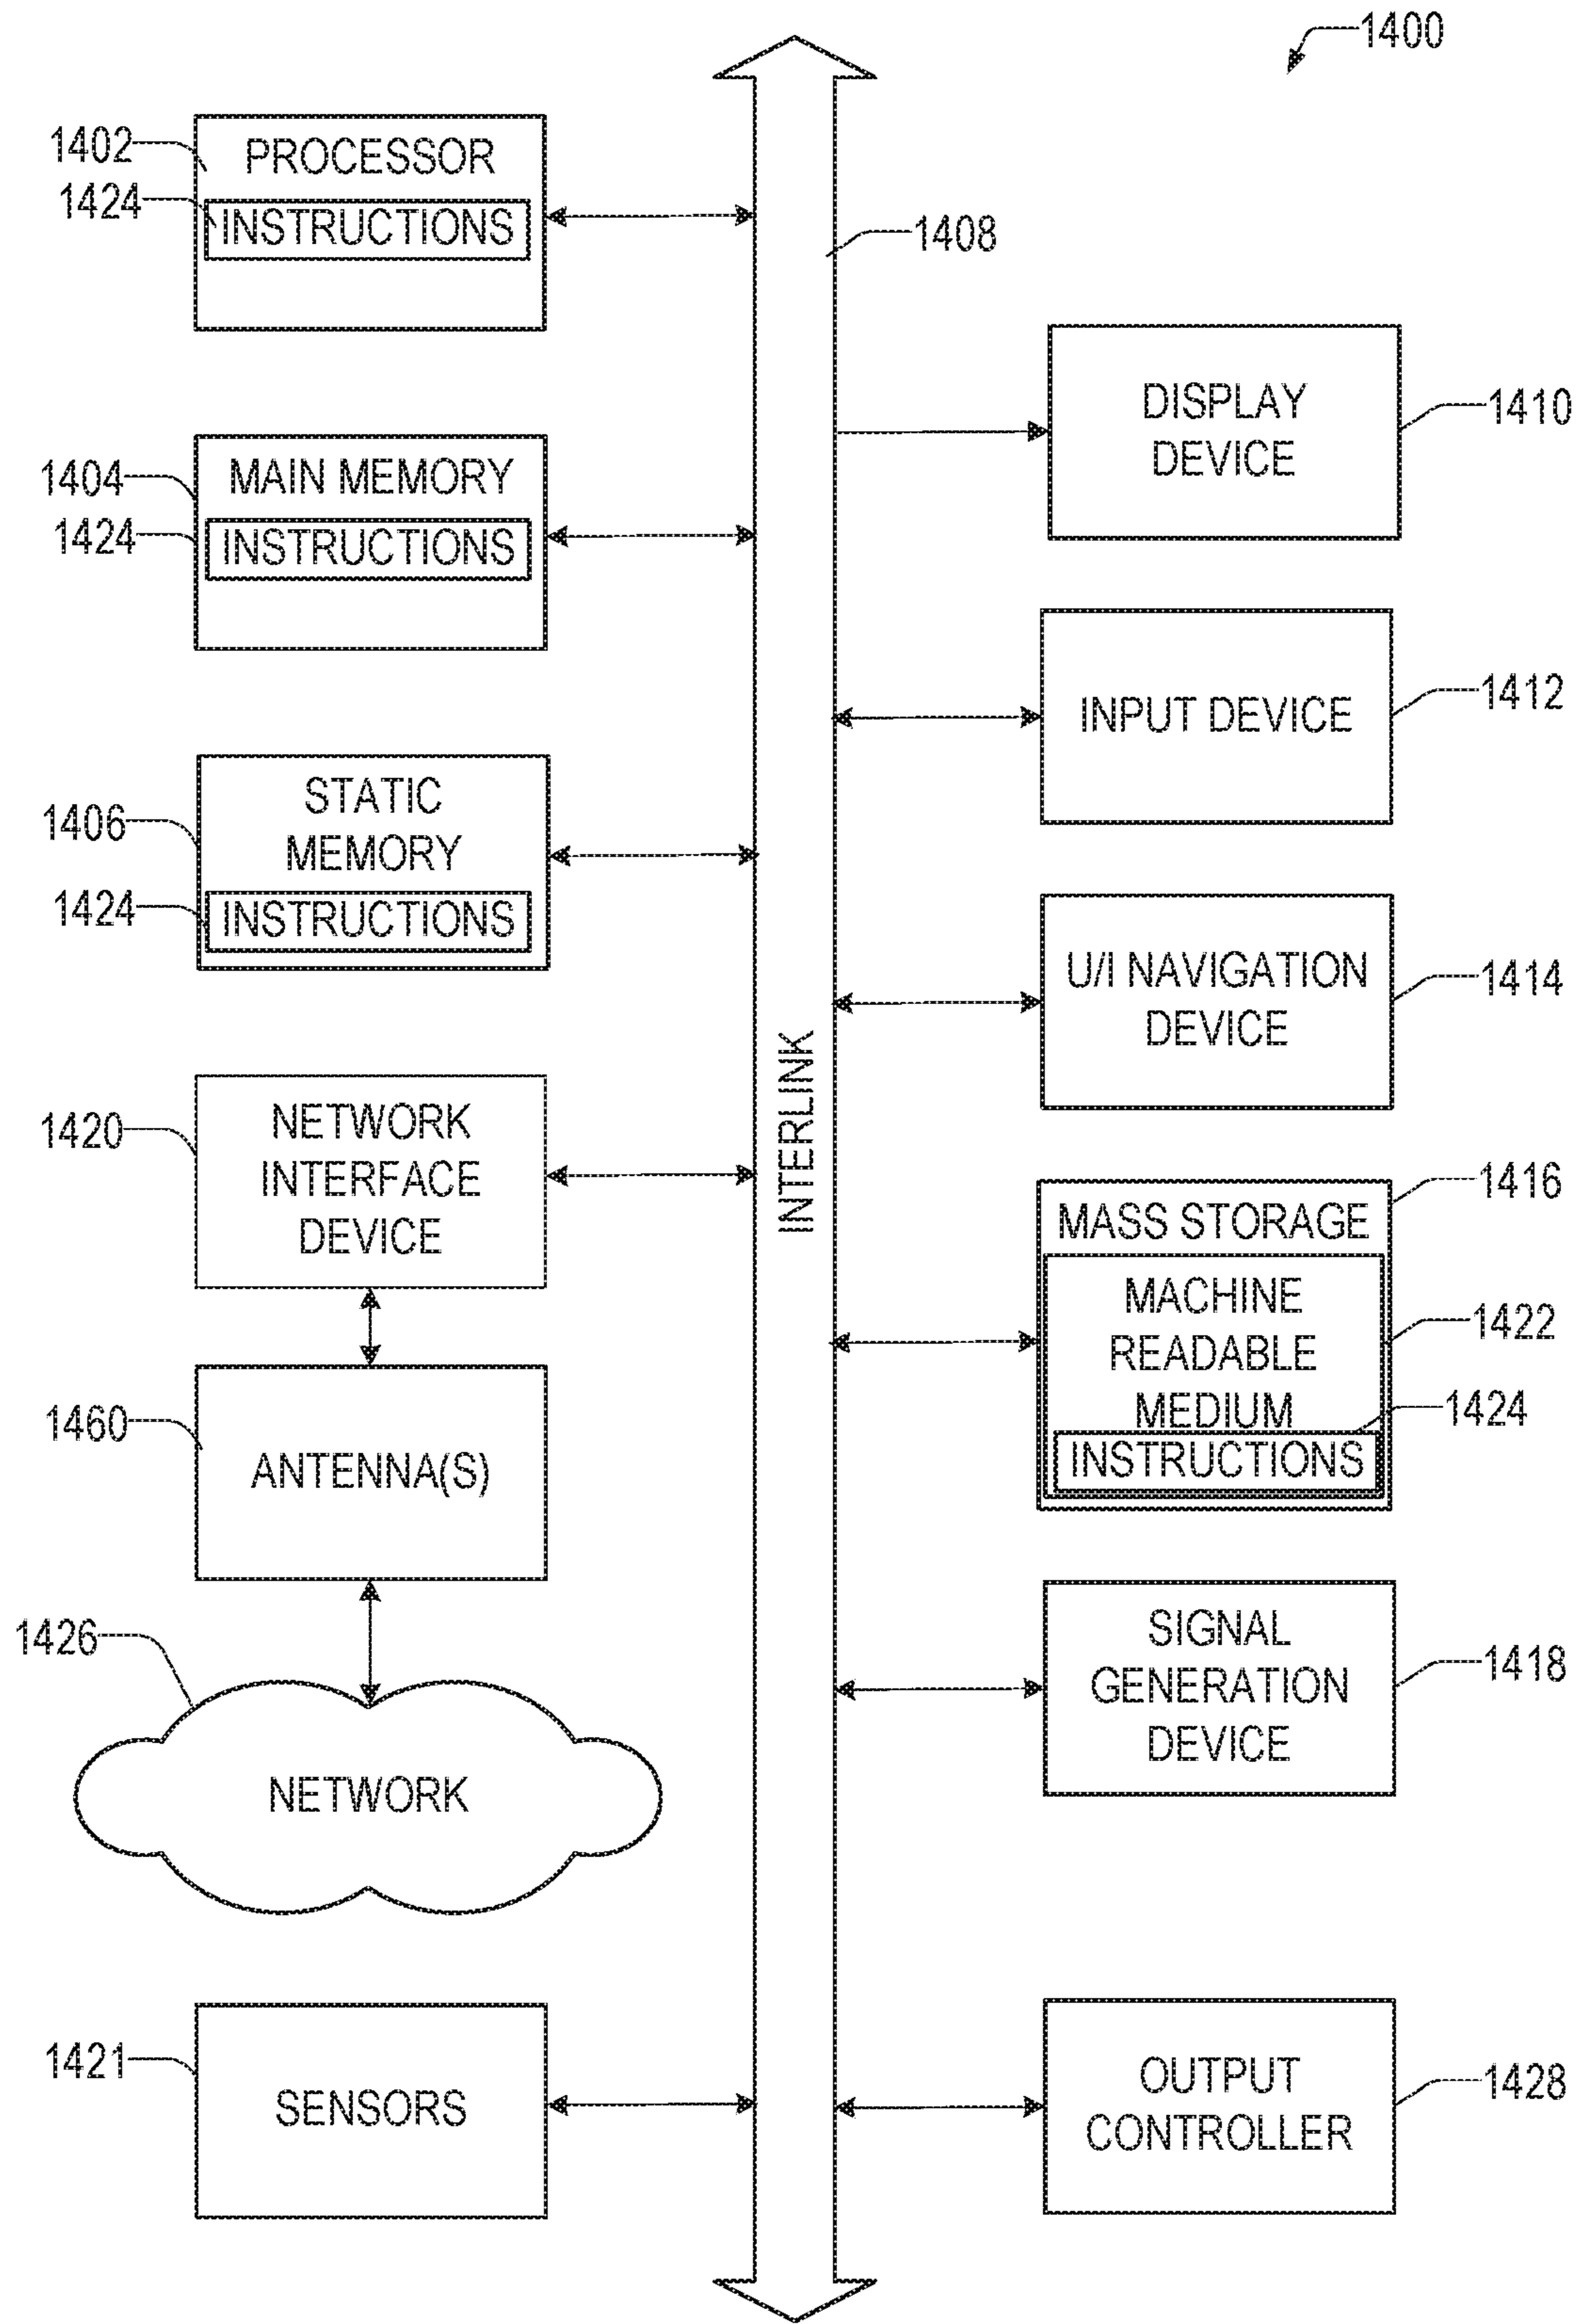 1400
1402
PROCESSOR
1424
INSTRUCTIONS
1408
DISPLAY
DEVICE
1410
1404
MAIN MEMORY
1424
INSTRUCTIONS
INPUT DEVICE
1412
1406
STATIC
MEMORY
1424
INSTRUCTIONS
U/I NAVIGATION
DEVICE
1414
INTERLINK
1420
NETWORK
INTERFACE
DEVICE
1416
MASS STORAGE
MACHINE
READABLE
MEDIUM
1422
1424
INSTRUCTIONS
1460
ANTENNA(S)
SIGNAL
GENERATION
DEVICE
1418
1426
NETWORK
1421
SENSORS
OUTPUT
CONTROLLER
1428